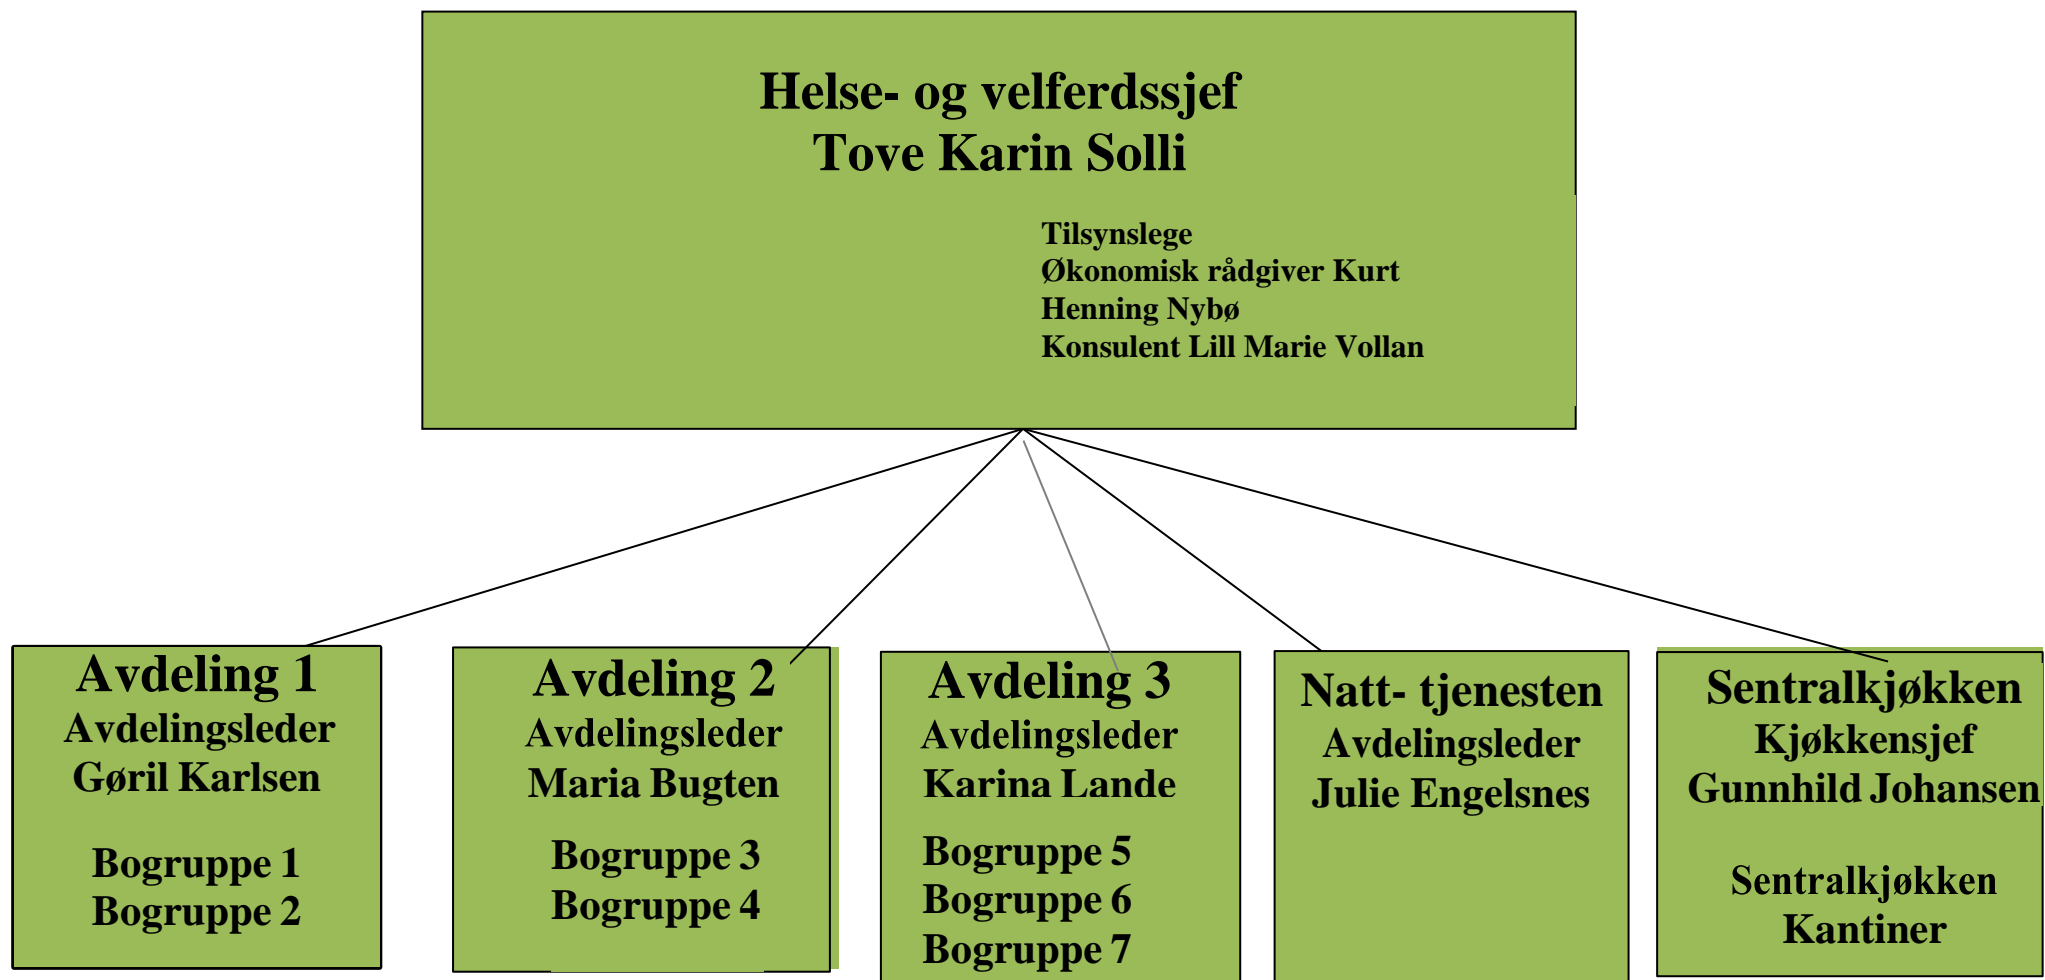 Helse- og velferdssjef
Tove Karin Solli
Tilsynslege
Økonomisk rådgiver Kurt
Henning Nybø
Konsulent Lill Marie Vollan
Avdeling 1
Avdelingsleder
Gøril Karlsen
Bogruppe 1
Bogruppe 2
Avdeling 2
Avdelingsleder
Maria Bugten
Bogruppe 3
Bogruppe 4
Avdeling 3
Avdelingsleder
Karina Lande
Bogruppe 5
Bogruppe 6
Bogruppe 7
Natt- tjenesten
Avdelingsleder
Julie Engelsnes
Sentralkjøkken
Kjøkkensjef
Gunnhild Johansen
Sentralkjøkken
Kantiner